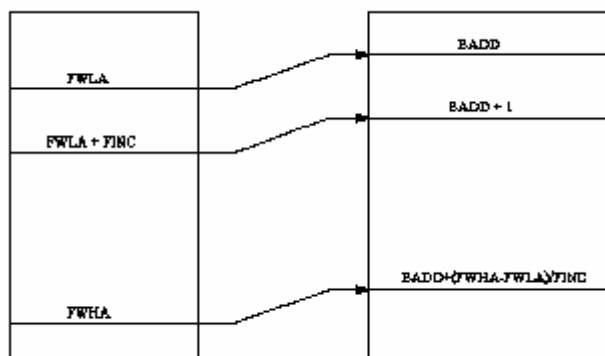 FWLA
FWLA + FINC
FWHA
BADD
BADD + 1
BADD+(FWHA-FWLA)/FINC